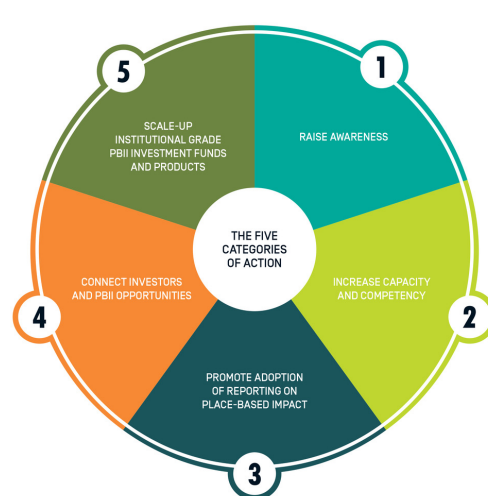 THE FIVE
CATEGORIES
OF ACTION
1
RAISE AWARENESS
2
INCREASE CAPACITY
AND COMPETENCY
3
PROMOTE ADOPTION
OF REPORTING ON
PLACE-BASED IMPACT
4
CONNECT INVESTORS
AND PBII OPPORTUNITIES
5
SCALE-UP
INSTITUTIONAL GRADE
PBII INVESTMENT FUNDS
AND PRODUCTS